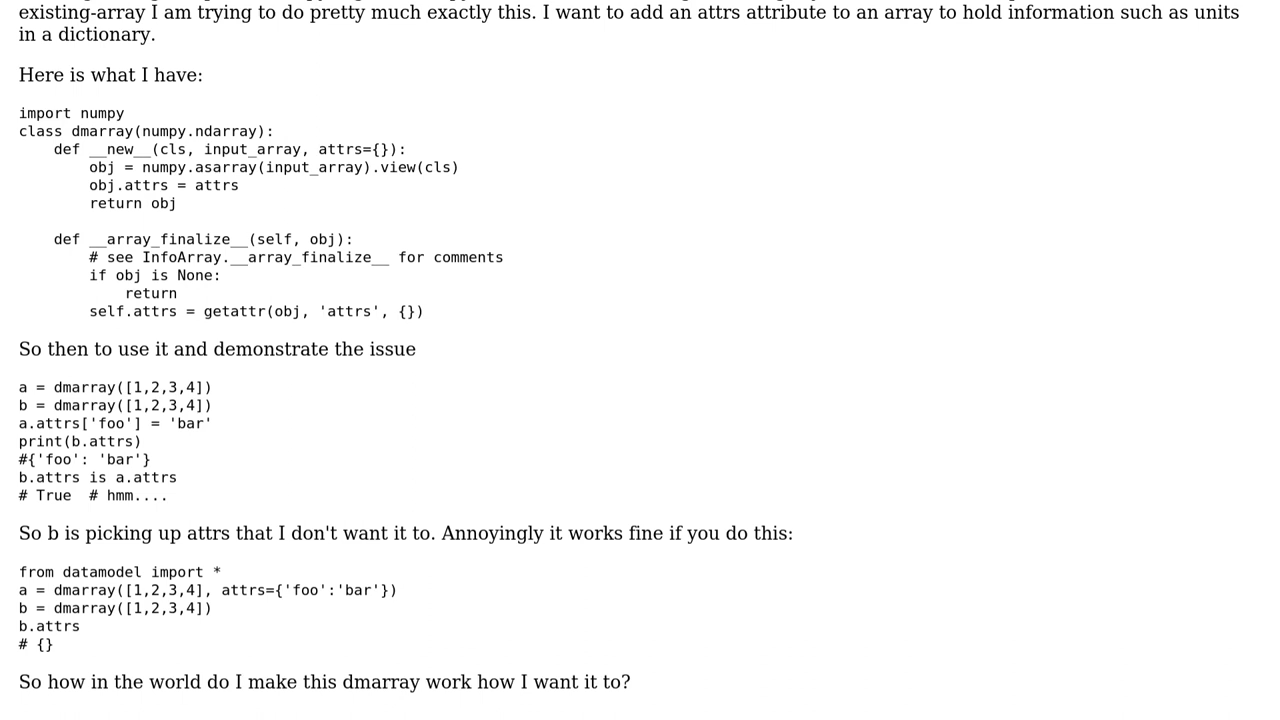 existing-array I am trying to do pretty much exactly this. I want to add an attrs attribute to an array to hold information such as units
in a dictionary.
Here is what I have:
import numpy
class dmarray(numpy.ndarray):
    def __new__(cls, input_array, attrs={}):
        obj = numpy.asarray(input_array).view(cls)
        obj.attrs = attrs
        return obj
    def __array_finalize__(self, obj):
        # see InfoArray.__array_finalize__ for comments
        if obj is None:
            return
        self.attrs = getattr(obj, 'attrs', {})
So then to use it and demonstrate the issue
a = dmarray([1,2,3,4])
b = dmarray([1,2,3,4])
a.attrs['foo'] = 'bar'
print(b.attrs)
#{'foo': 'bar'}
b.attrs is a.attrs
# True  # hmm....
So b is picking up attrs that I don't want it to. Annoyingly it works fine if you do this:
from datamodel import *
a = dmarray([1,2,3,4], attrs={'foo':'bar'})
b = dmarray([1,2,3,4])
b.attrs
# {}
So how in the world do I make this dmarray work how I want it to?